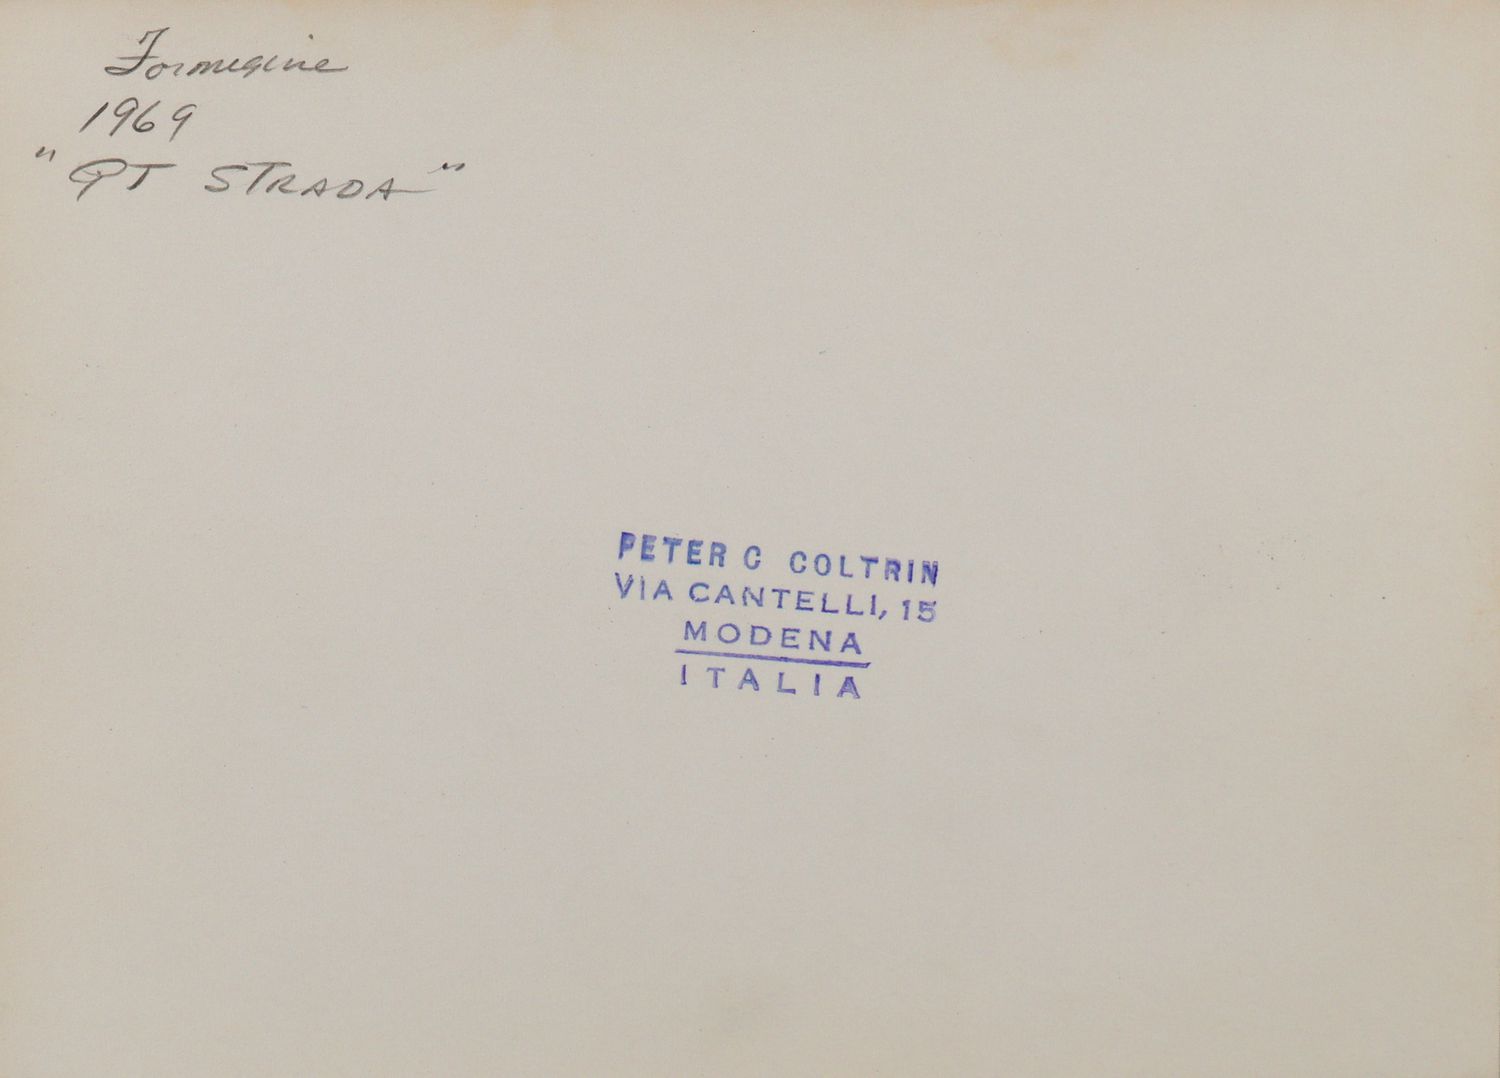 Formigine
1969
"GT STRADA"
PETER C COLTRIN
VIA CANTELLI, 15
MODENA
ITALIA